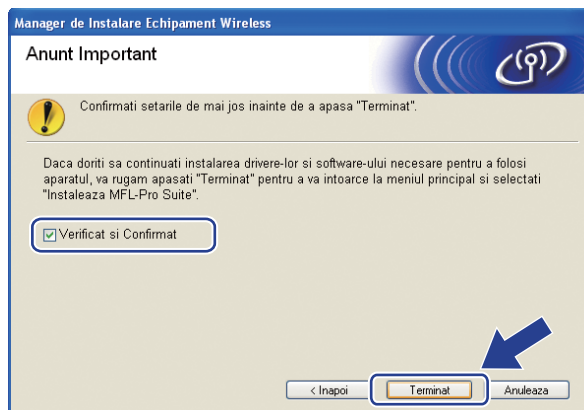 Manager de Instalare Echipament Wireless
Anunt Important
Confirmati setarile de mai jos inainte de a apasa "Terminat".
Daca doriti sa continuati instalarea drivere-lor si software-ului necesare pentru a folosi
aparatul, va rugam apasati "Terminat" pentru a va intoarce la meniul principal si selectati
"Instaleaza MFL-Pro Suite".
Verificat si Confirmat
< Inapoi
Terminat
Anuleaza